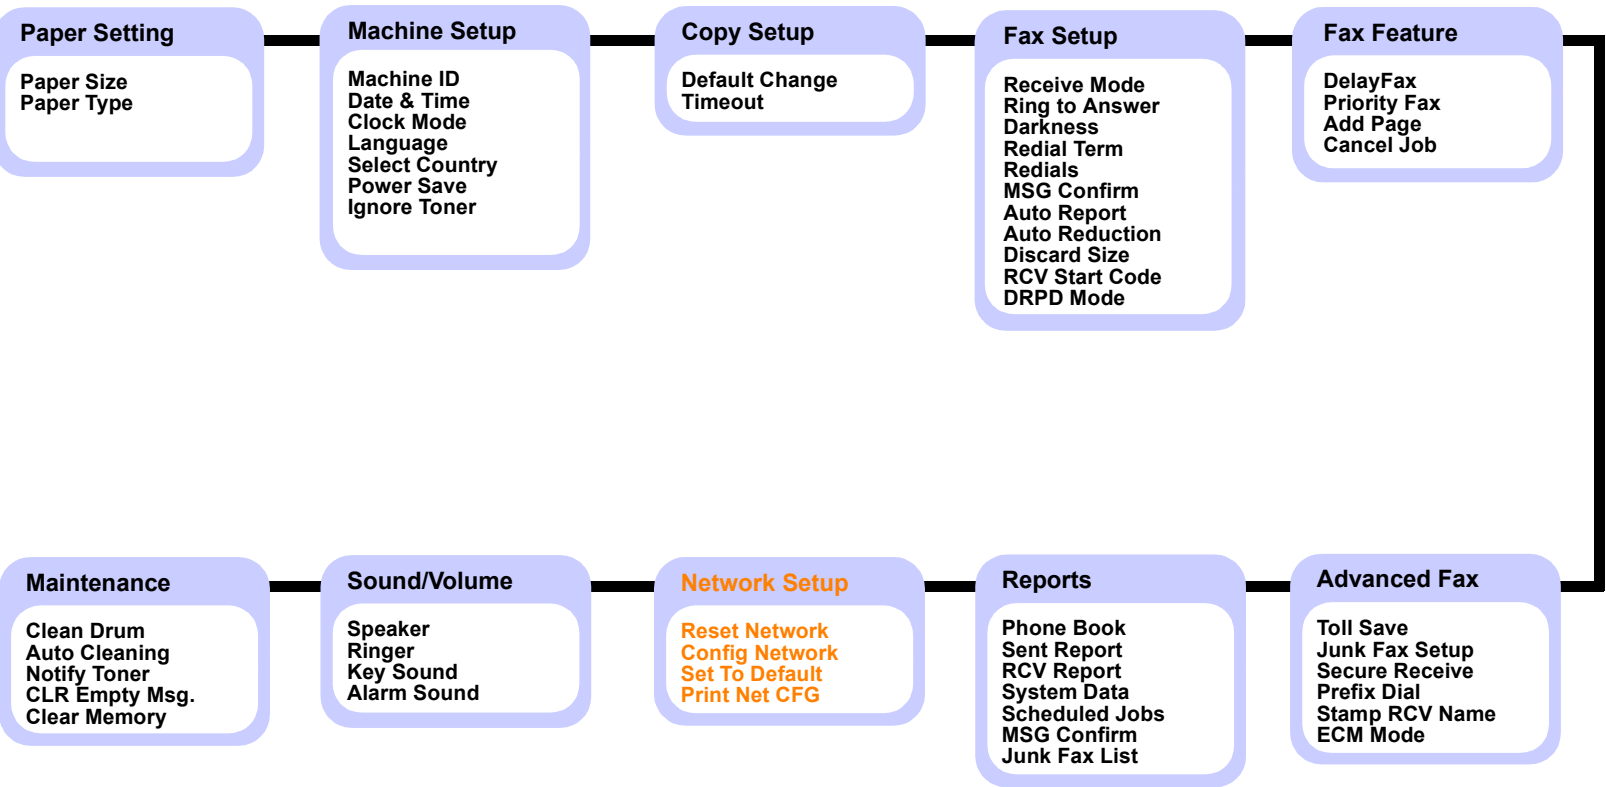 Paper Setting
Paper Size
Paper Type
Machine Setup
Machine ID
Date & Time
Clock Mode
Language
Select Country
Power Save
Ignore Toner
Copy Setup
Default Change
Timeout
Fax Setup
Receive Mode
Ring to Answer
Darkness
Redial Term
Redials
MSG Confirm
Auto Report
Auto Reduction
Discard Size
RCV Start Code
DRPD Mode
Fax Feature
DelayFax
Priority Fax
Add Page
Cancel Job
Maintenance
Clean Drum
Auto Cleaning
Notify Toner
CLR Empty Msg.
Clear Memory
Sound/Volume
Speaker
Ringer
Key Sound
Alarm Sound
Network Setup
Reset Network
Config Network
Set To Default
Print Net CFG
Reports
Phone Book
Sent Report
RCV Report
System Data
Scheduled Jobs
MSG Confirm
Junk Fax List
Advanced Fax
Toll Save
Junk Fax Setup
Secure Receive
Prefix Dial
Stamp RCV Name
ECM Mode